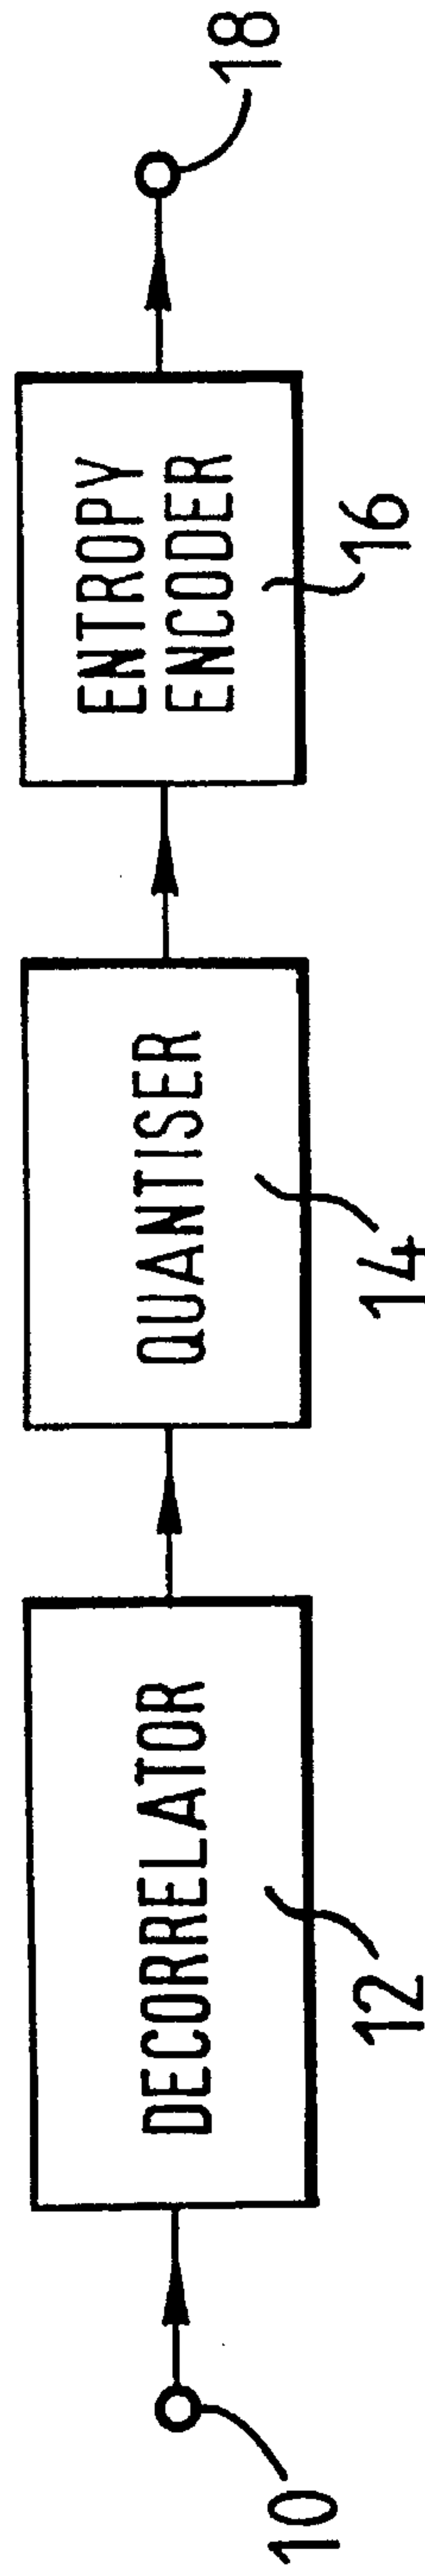 10
DECORRELATOR
12
QUANTISER
14
ENTROPY
ENCODER
16
18